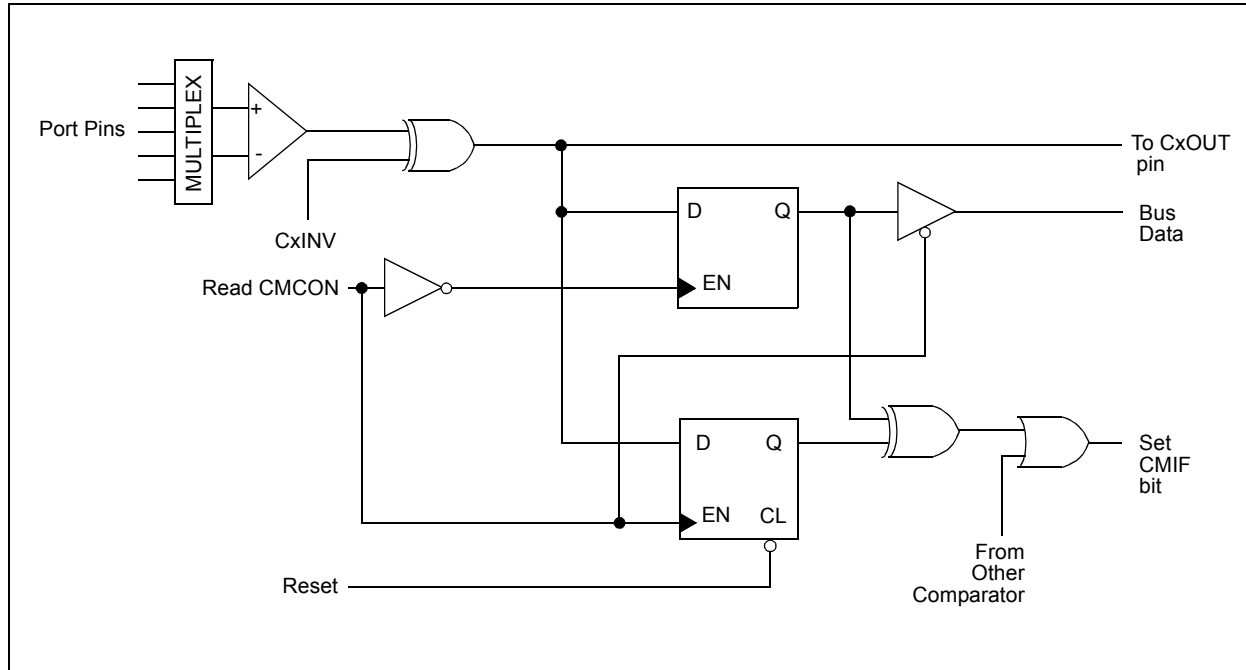 MULTIPLEX
Port Pins
+
-
CxINV
To CxOUT
pin
D
Q
EN
Bus
Data
Read CMCON
D
Q
EN
CL
Set
CMIF
bit
From
Other
Comparator
Reset